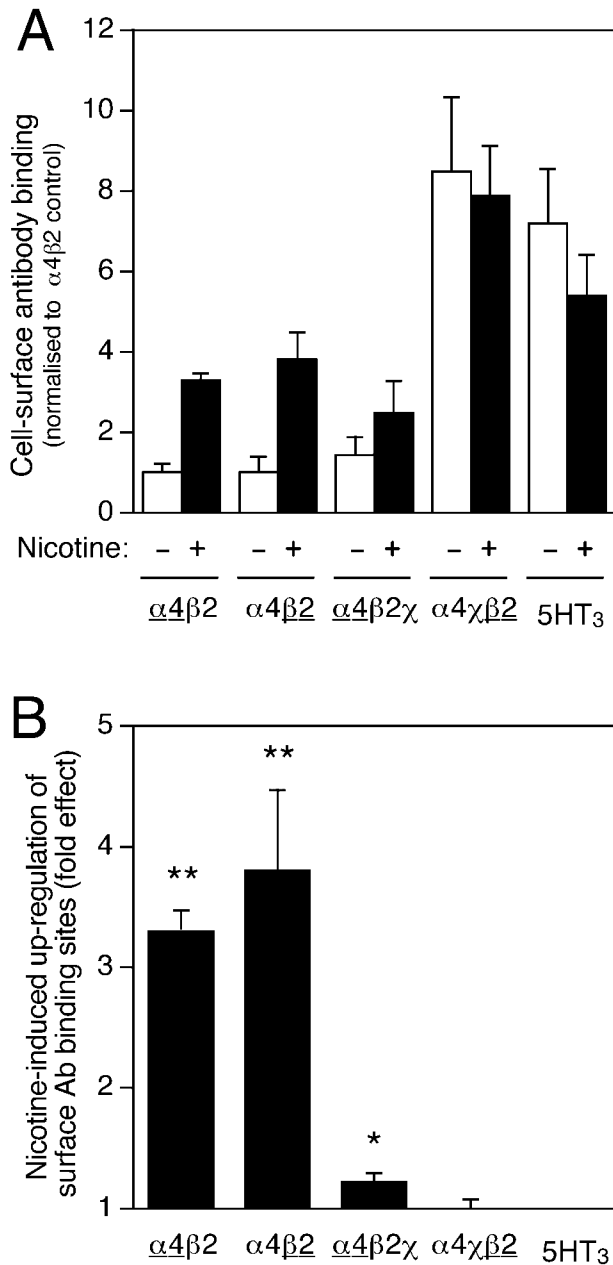 A
Cell-surface antibody binding
(normalised to α4β2 control)
12
10
8
6
4
2
0
Nicotine: – + – + – + – + – +
α4β2 α4β2 α4β2χ α4χβ2 5HT₃
B
Nicotine-induced up-regulation of
surface Ab binding sites (fold effect)
5
4
3
2
1
** ** *
α4β2 α4β2 α4β2χ α4χβ2 5HT₃